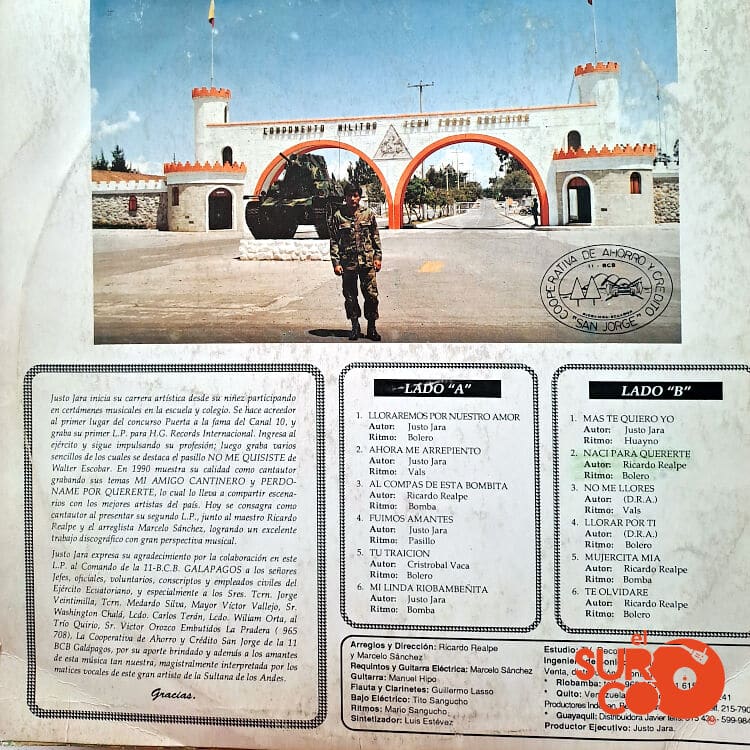 COOPERATIVA DE AHORRO Y CREDITO
11 - BCB
"SAN JORGE"
Justo Jara inicia su carrera artística desde su niñez participando
en certámenes musicales en la escuela y colegio. Se hace acreedor
al primer lugar del concurso Puerta a la fama del Canal 10, y
graba su primer L.P. para H.G. Records Internacional. Ingresa al
ejército y sigue impulsando su profesión; luego graba varios
sencillos de los cuales se destaca el pasillo NO ME QUISISTE de
Walter Escobar. En 1990 muestra su calidad como cantautor
grabando sus temas MI AMIGO CANTINERO y PERDO-
NAME POR QUERERTE, lo cual lo lleva a compartir escena-
rios con los mejores artistas del país. Hoy se consagra como
cantautor al presentar su segundo L.P., junto al maestro Ricardo
Realpe y el arreglista Marcelo Sánchez, logrando un excelente
trabajo discográfico con gran perspectiva musical.
Justo Jara expresa su agradecimiento por la colaboración en este
L.P. al Comando de la 11-B.C.B. GALAPAGOS a los señores
Jefes, oficiales, voluntarios, conscriptos y empleados civiles del
Ejército Ecuatoriano, y especialmente a los Sres. Tcrn. Jorge
Veintimilla, Tcrn. Medardo Silva, Mayor Víctor Vallejo, Sr.
Washington Chald, Lcdo. Carlos Terán, Lcdo. Wiliam Orta, al
Trío Quirio, Sr. Víctor Orozco Embutidos La Pradera ( 965
708). La Cooperativa de Ahorro y Crédito San Jorge de la 11
BCB Galápagos, por su aporte brindado y además a los amantes
de esta música tan nuestra, magistralmente interpretada por los
matices vocales de este gran artista de la Sultana de los Andes.
Gracias.
LADO "A"
1. LLORAREMOS POR NUESTRO AMOR
Autor: Justo Jara
Ritmo: Bolero
2. AHORA ME ARREPIENTO
Autor: Justo Jara
Ritmo: Vals
3. AL COMPAS DE ESTA BOMBITA
Autor: Ricardo Realpe
Ritmo: Bomba
4. FUIMOS AMANTES
Autor: Justo Jara
Ritmo: Pasillo
5. TU TRAICION
Autor: Cristrobal Vaca
Ritmo: Bolero
6. MI LINDA RIOBAMBEÑITA
Autor: Justo Jara
Ritmo: Bomba
LADO "B"
1. MAS TE QUIERO YO
Autor: Justo Jara
Ritmo: Huayno
2. NACI PARA QUERERTE
Autor: Ricardo Realpe
Ritmo: Bolero
3. NO ME LLORES
Autor: (D.R.A.)
Ritmo: Vals
4. LLORAR POR TI
Autor: (D.R.A.)
Ritmo: Bolero
5. MUJERCITA MIA
Autor: Ricardo Realpe
Ritmo: Bomba
6. TE OLVIDARE
Autor: Ricardo Realpe
Ritmo: Bolero
Arreglos y Dirección: Ricardo Realpe
y Marcelo Sánchez
Requintos y Guitarra Eléctrica: Marcelo Sánchez
Guitarra: Manuel Hipo
Flauta y Clarinetes: Guillermo Lasso
Bajo Eléctrico: Tito Sangucho
Ritmos: Mario Sangucho
Sintetizador: Luis Estévez
Estudio:
Venta,
Riobamba:
Quito:
Guayaquil: Distribuidora Javier
Productor Ejecutivo: Justo Jara.
el
SUR
CO